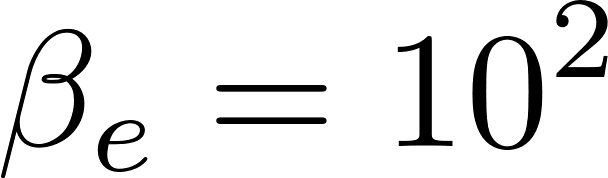 βₑ = 10²